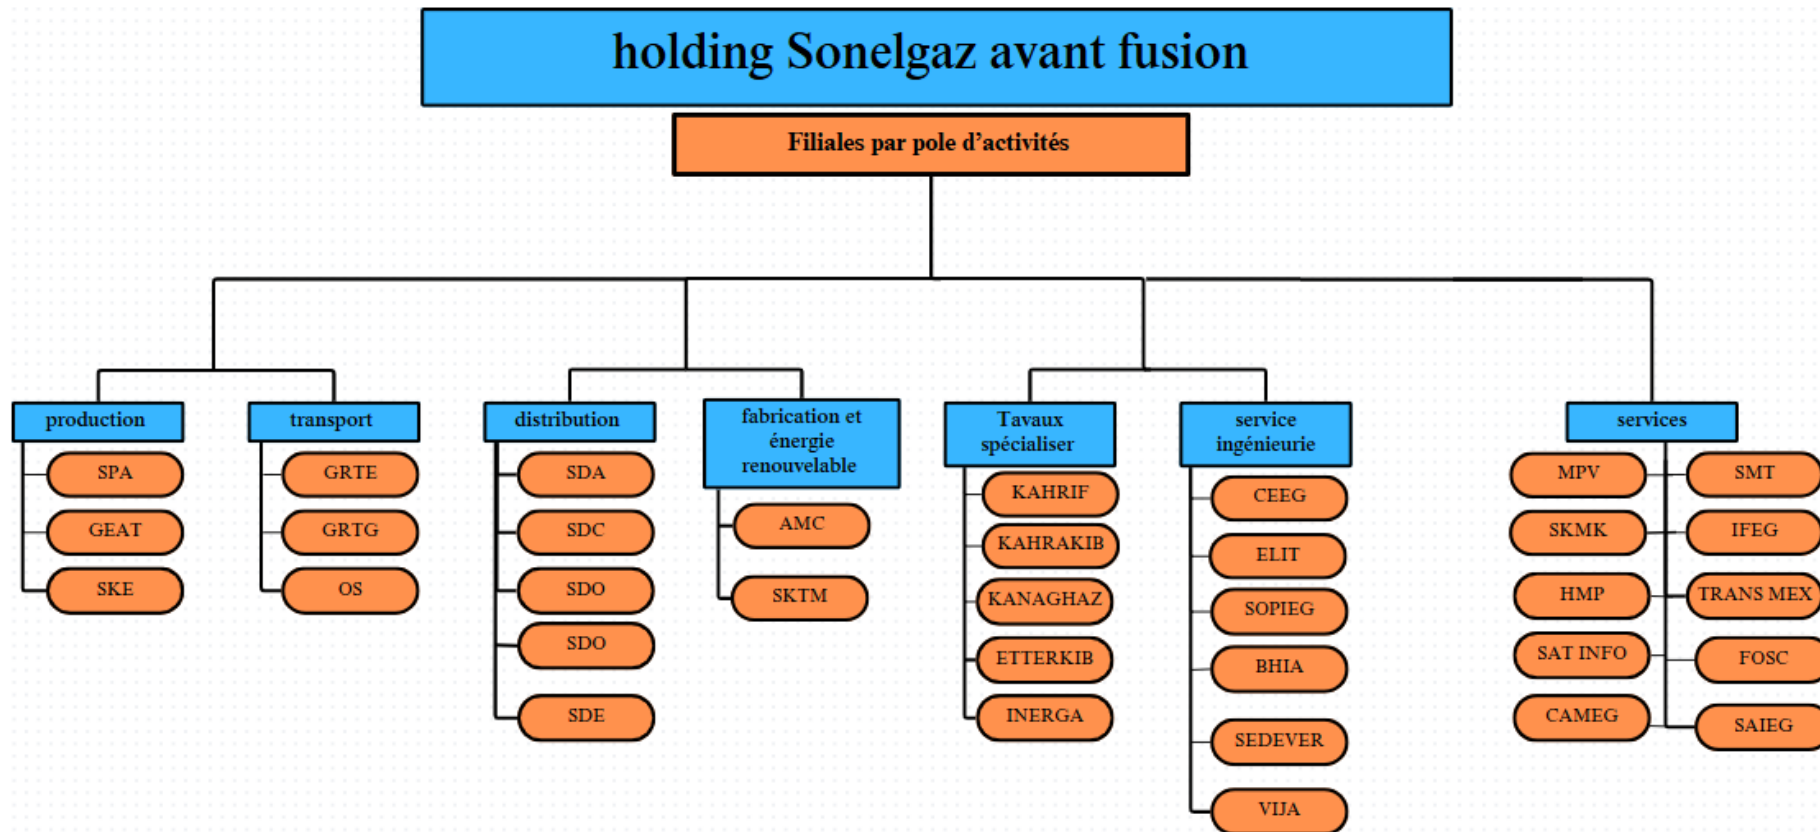 holding Sonelgaz avant fusion
Filiales par pole d'activités
production
SPA
GEAT
SKE
transport
GRTE
GRTG
OS
distribution
SDA
SDC
SDO
SDO
SDE
fabrication et
énergie
renouvelable
AMC
SKTM
Tavaux
spécialiser
KAHRIF
KAHRAKIB
KANAGHAZ
ETTERKIB
INERGA
service
ingénieurie
CEEG
ELIT
SOPIEG
BHIA
SEDEVER
VIJA
services
MPV
SMT
SKMK
IFEG
HMP
TRANS MEX
SAT INFO
FOSC
CAMEG
SAIEG